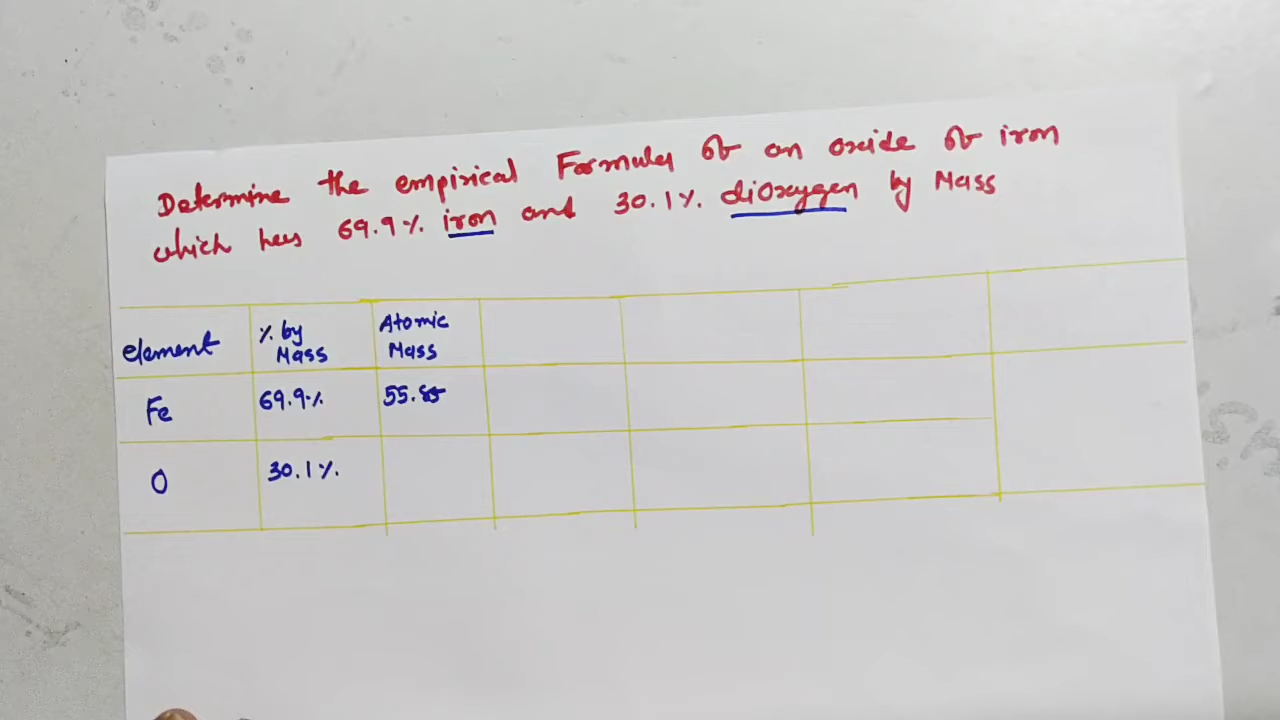 Determine the empirical Formula of an oxide of iron
which has 69.9% iron and 30.1% dioxygen by Mass
element % by Mass Atomic Mass
Fe 69.9% 55.85
O 30.1%